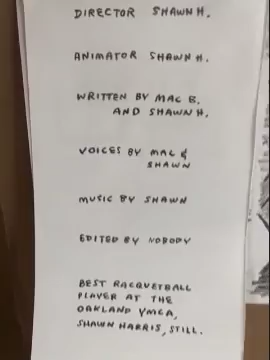 DIRECTOR SHAWN H.
ANIMATOR SHAWN H.
WRITTEN BY MAC B.
AND SHAWN H.
VOICES BY MAC &
SHAWN
MUSIC BY SHAWN
EDITED BY NOBODY
BEST RACQUETBALL
PLAYER AT THE
OAKLAND YMCA,
SHAWN HARRIS, STILL.